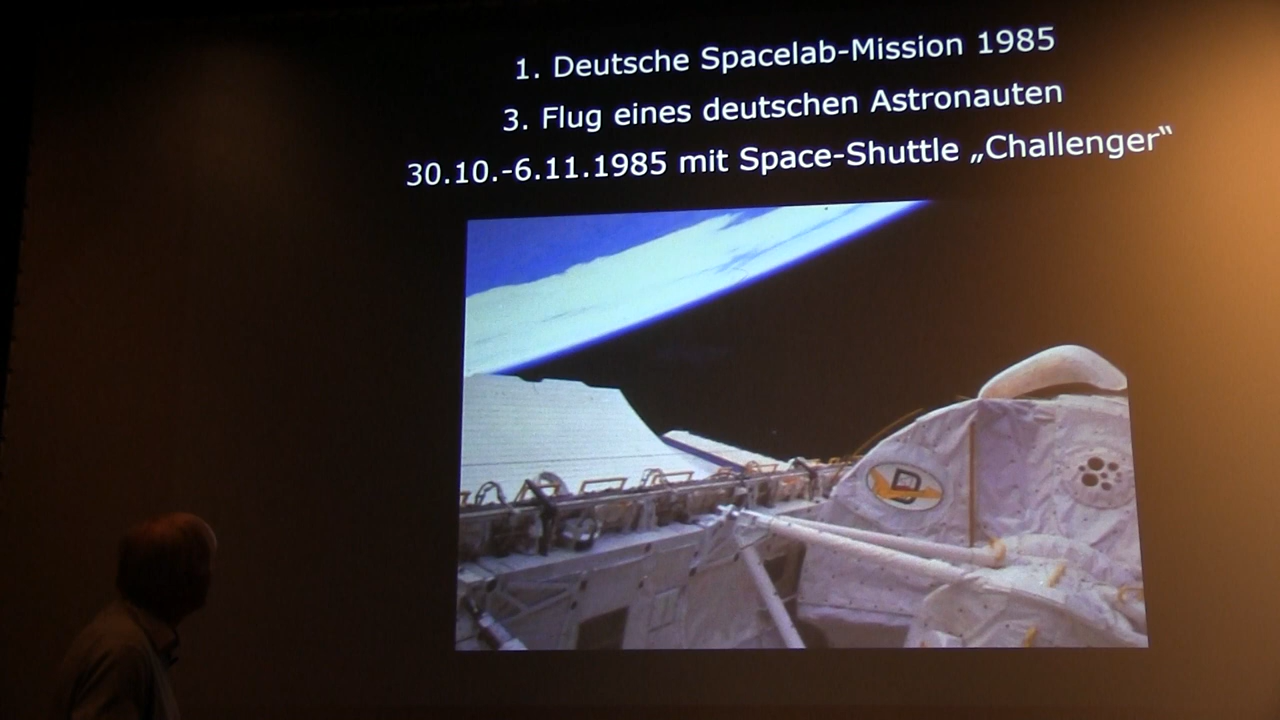 1. Deutsche Spacelab-Mission 1985
3. Flug eines deutschen Astronauten
30.10.-6.11.1985 mit Space-Shuttle „Challenger“
D